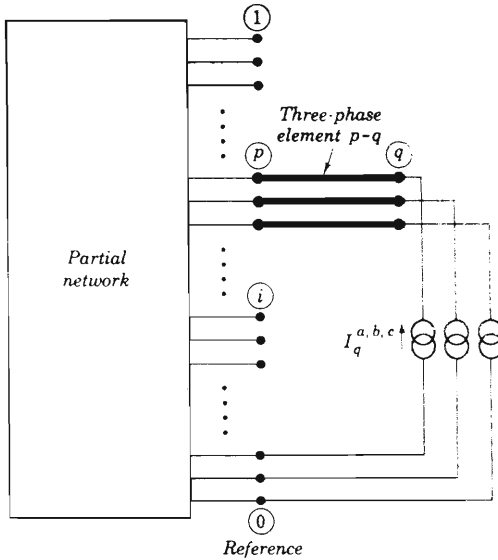 1
Three-phase
element p-q
p
q
Partial
network
i
I_q^{a, b, c}
0
Reference